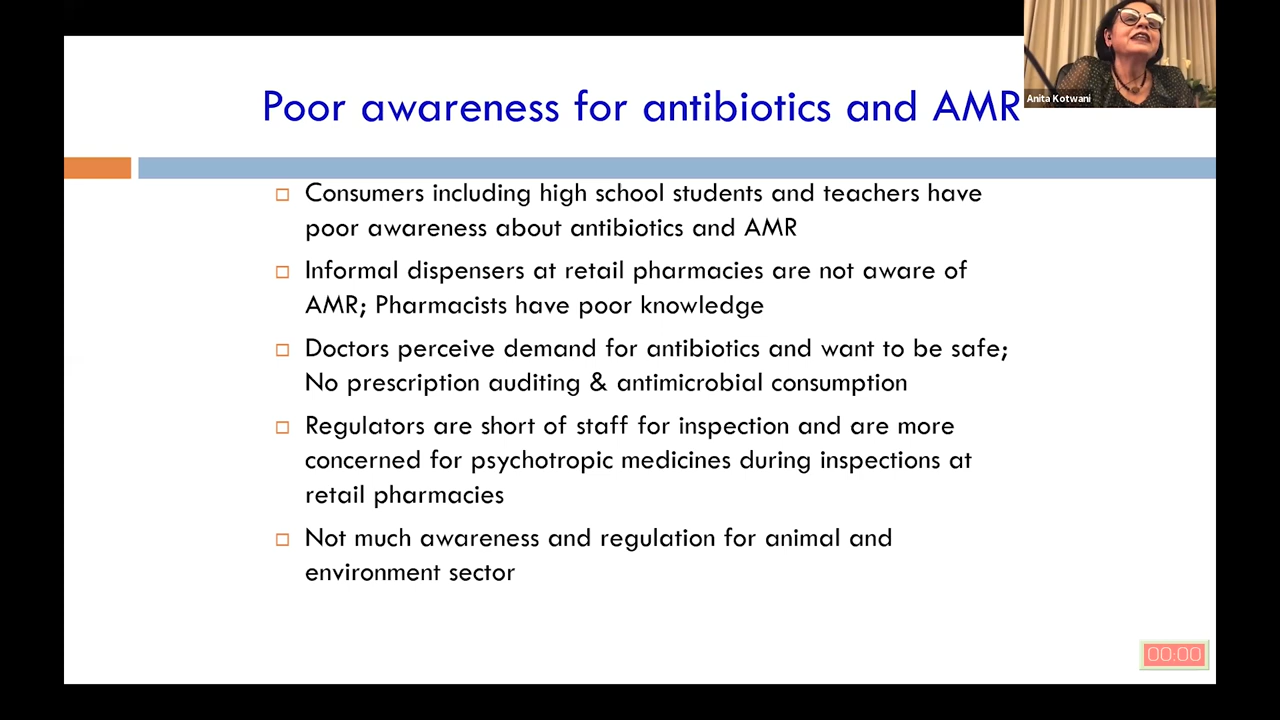 Poor awareness for antibiotics and AMR
Anita Kotwani
Consumers including high school students and teachers have
poor awareness about antibiotics and AMR
Informal dispensers at retail pharmacies are not aware of
AMR; Pharmacists have poor knowledge
Doctors perceive demand for antibiotics and want to be safe;
No prescription auditing & antimicrobial consumption
Regulators are short of staff for inspection and are more
concerned for psychotropic medicines during inspections at
retail pharmacies
Not much awareness and regulation for animal and
environment sector
00:00